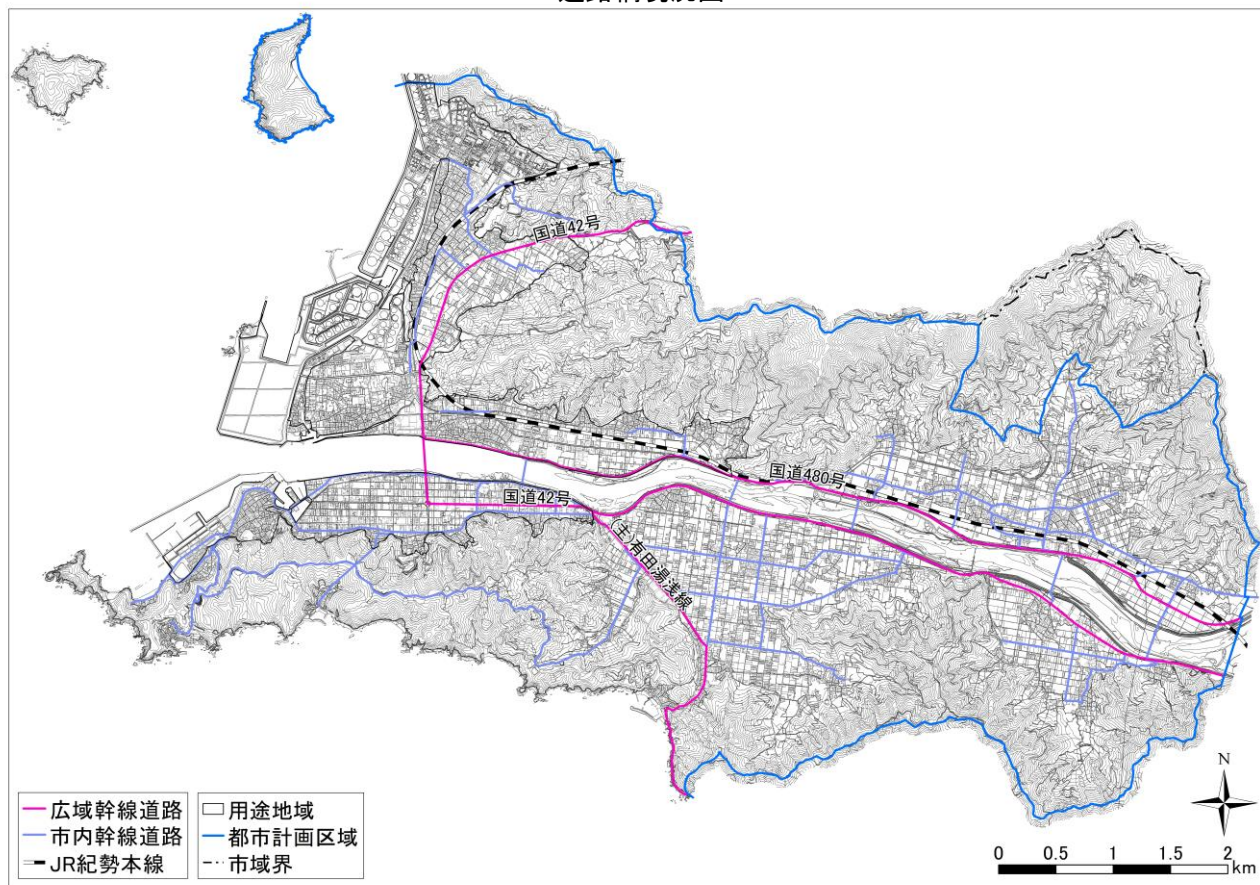 国道42号
国道480号
国道42号
(主)有田湯浅線
広域幹線道路
市内幹線道路
JR紀勢本線
用途地域
都市計画区域
市域界
N
0 0.5 1 1.5 2
km